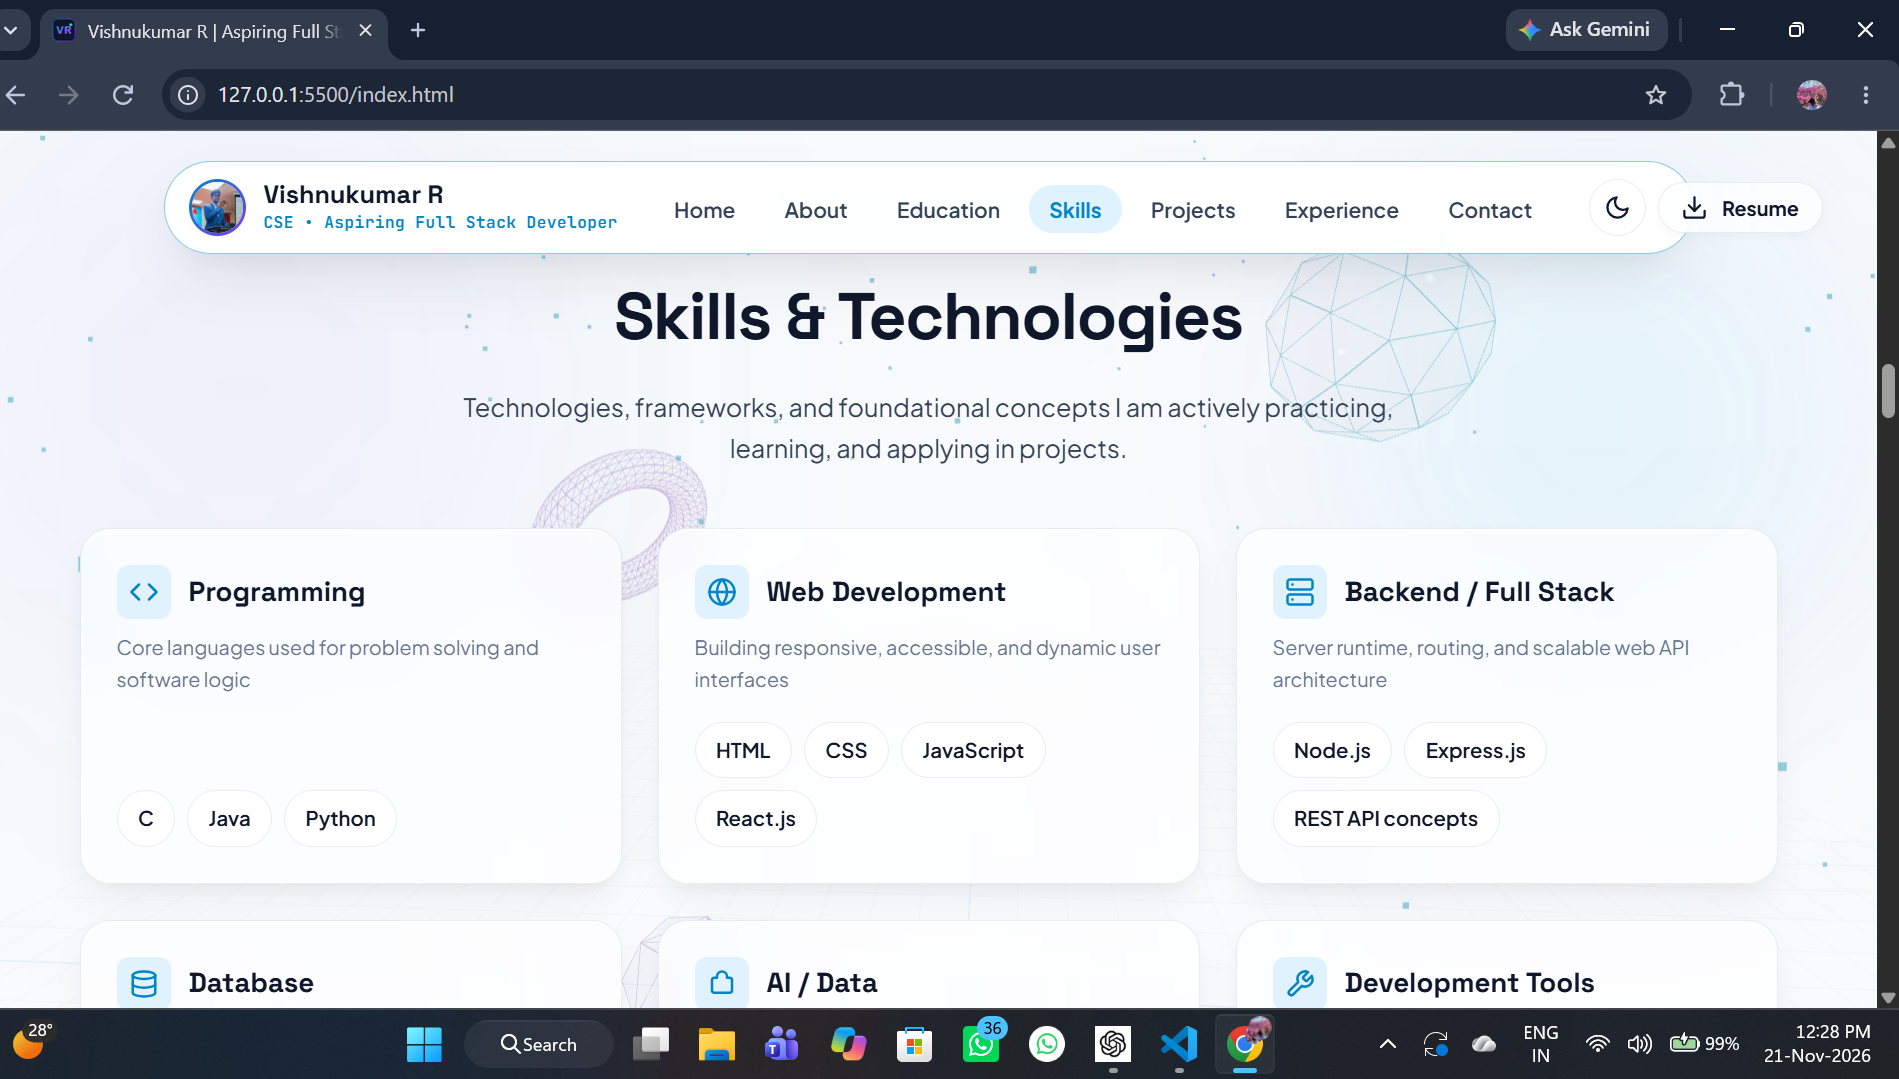 VR
Vishnukumar R | Aspiring Full St
Ask Gemini
127.0.0.1:5500/index.html
Vishnukumar R
CSE • Aspiring Full Stack Developer
Home
About
Education
Skills
Projects
Experience
Contact
Resume
Skills & Technologies
Technologies, frameworks, and foundational concepts I am actively practicing,
learning, and applying in projects.
Programming
Core languages used for problem solving and
software logic
C
Java
Python
Web Development
Building responsive, accessible, and dynamic user
interfaces
HTML
CSS
JavaScript
React.js
Backend / Full Stack
Server runtime, routing, and scalable web API
architecture
Node.js
Express.js
REST API concepts
Database
AI / Data
Development Tools
28°
Search
T
36
ENG
IN
99%
12:28 PM
21-Nov-2026